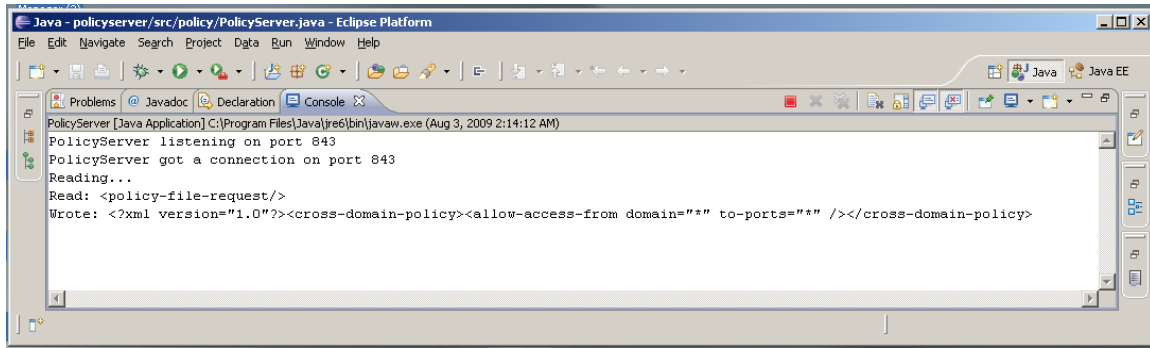 Java - policyserver/src/policy/PolicyServer.java - Eclipse Platform
File Edit Navigate Search Project Data Run Window Help
Java Java EE
Problems @ Javadoc Declaration Console
PolicyServer [Java Application] C:\Program Files\Java\jre6\bin\javaw.exe (Aug 3, 2009 2:14:12 AM)
PolicyServer listening on port 843
PolicyServer got a connection on port 843
Reading...
Read: <policy-file-request/>
Wrote: <?xml version="1.0"?><cross-domain-policy><allow-access-from domain="*" to-ports="*" /></cross-domain-policy>